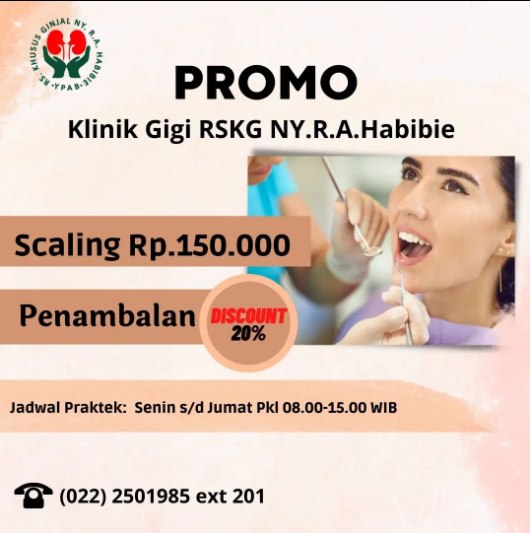 RS. KHUSUS GINJAL NY. R.A. HABIBIE
·YPAB·
PROMO
Klinik Gigi RSKG NY.R.A.Habibie
Scaling Rp.150.000
Penambalan
DISCOUNT
20%
Jadwal Praktek: Senin s/d Jumat Pkl 08.00-15.00 WIB
(022) 2501985 ext 201